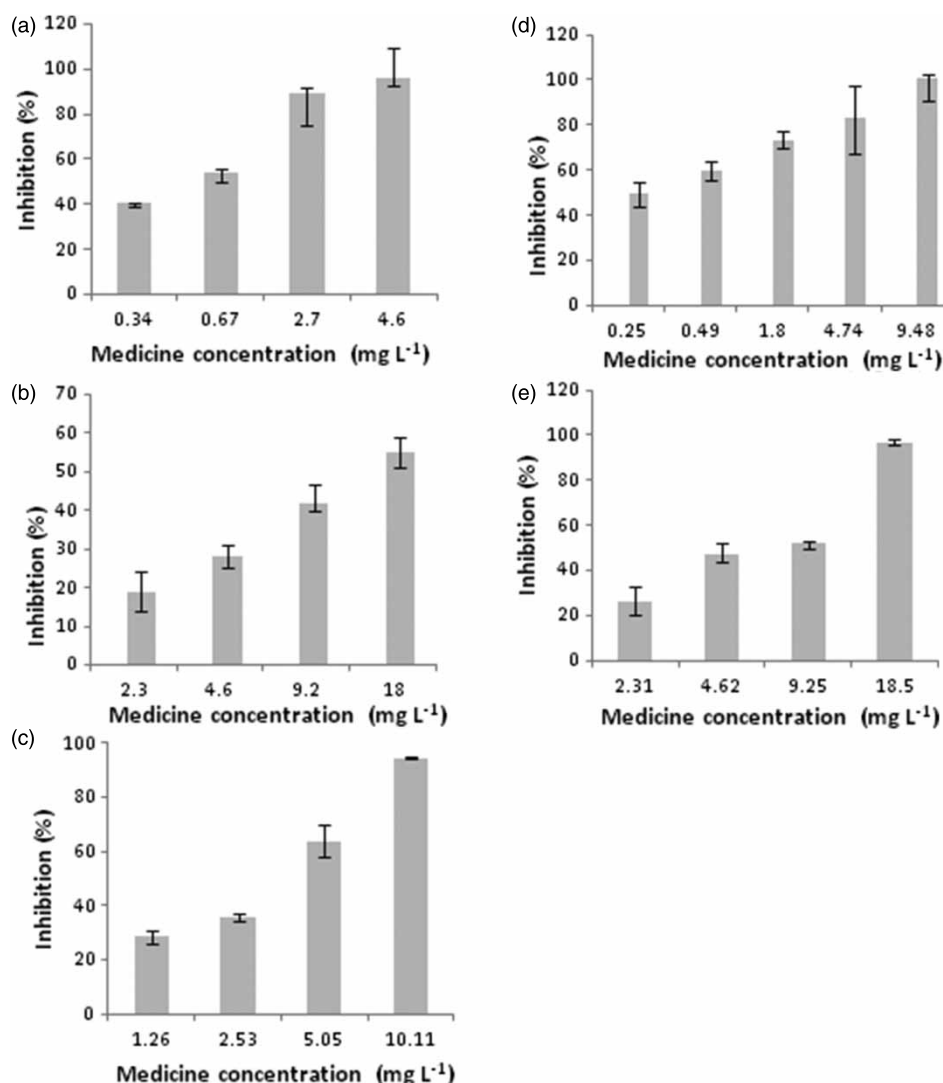 (a)
120
100
80
60
40
20
0
Inhibition (%)
0.34 0.67 2.7 4.6
Medicine concentration (mg L-1)
(b)
70
60
50
40
30
20
10
0
Inhibition (%)
2.3 4.6 9.2 18
Medicine concentration (mg L-1)
(c)
100
80
60
40
20
0
Inhibition (%)
1.26 2.53 5.05 10.11
Medicine concentration (mg L-1)
(d)
120
100
80
60
40
20
0
Inhibition (%)
0.25 0.49 1.8 4.74 9.48
Medicine concentration (mg L-1)
(e)
120
100
80
60
40
20
0
Inhibition (%)
2.31 4.62 9.25 18.5
Medicine concentration (mg L-1)